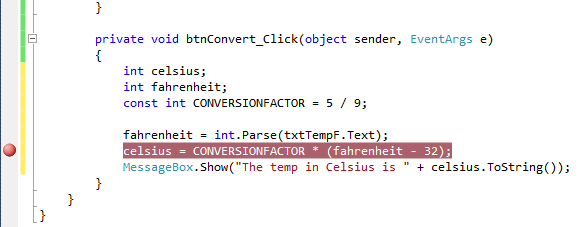 }
private void btnConvert_Click(object sender, EventArgs e)
{
int celsius;
int fahrenheit;
const int CONVERSIONFACTOR = 5 / 9;
fahrenheit = int.Parse(txtTempF.Text);
celsius = CONVERSIONFACTOR * (fahrenheit - 32);
MessageBox.Show("The temp in Celsius is " + celsius.ToString());
}
}
}